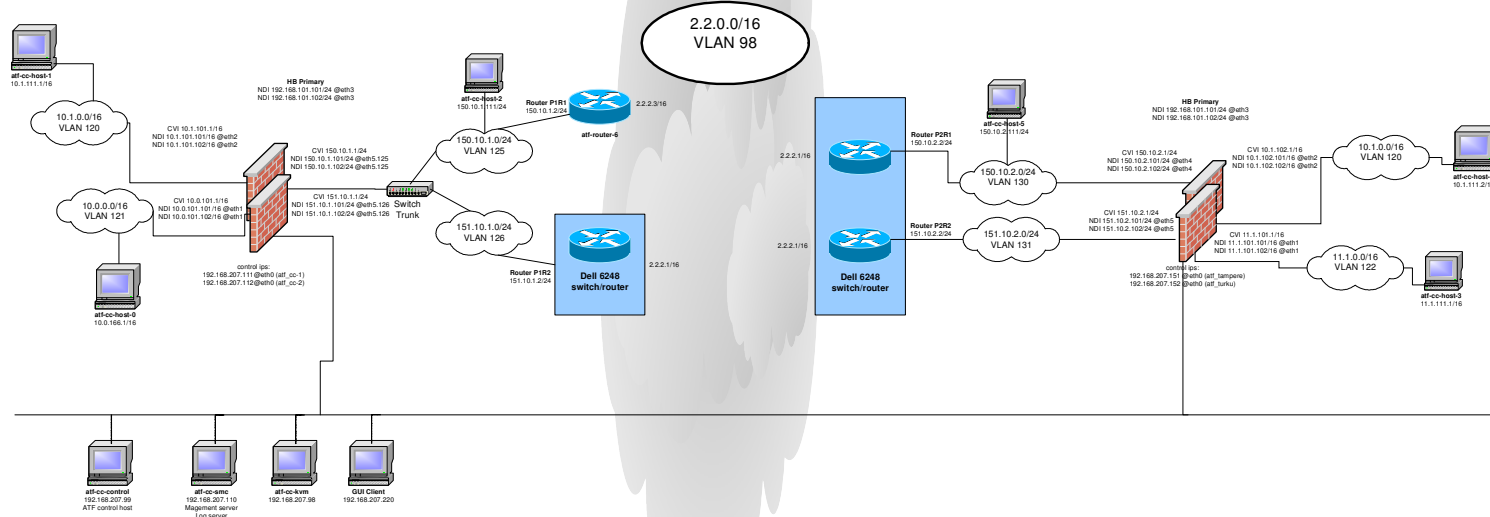 2.2.0.0/16
VLAN 98
atf-cc-host-1
10.1.111.1/16
10.1.0.0/16
VLAN 120
HB Primary
NDI 192.168.101.101/24 @eth3
NDI 192.168.101.102/24 @eth3
CVI 10.1.101.1/16
NDI 10.1.101.101/16 @eth2
NDI 10.1.101.102/16 @eth2
10.0.0.0/16
VLAN 121
CVI 10.0.101.1/16
NDI 10.0.101.101/16 @eth1
NDI 10.0.101.102/16 @eth1
atf-cc-host-0
10.0.166.1/16
control ips:
192.168.207.111@eth0 (atf_cc-1)
192.168.207.112@eth0 (atf_cc-2)
CVI 150.10.1.1/24
NDI 150.10.1.101/24 @eth5.125
NDI 150.10.1.102/24 @eth5.125
CVI 151.10.1.1/24
NDI 151.10.1.101/24 @eth5.126
NDI 151.10.1.102/24 @eth5.126
Switch
Trunk
atf-cc-host-2
150.10.1.111/24
150.10.1.0/24
VLAN 125
Router P1R1
150.10.1.2/24
atf-router-6
2.2.2.3/16
151.10.1.0/24
VLAN 126
Router P1R2
151.10.1.2/24
Dell 6248
switch/router
2.2.2.1/16
2.2.2.1/16
2.2.2.1/16
Dell 6248
switch/router
Router P2R1
150.10.2.2/24
Router P2R2
151.10.2.2/24
atf-cc-host-5
150.10.2.111/24
150.10.2.0/24
VLAN 130
151.10.2.0/24
VLAN 131
HB Primary
NDI 192.168.101.101/24 @eth3
NDI 192.168.101.102/24 @eth3
CVI 150.10.2.1/24
NDI 150.10.2.101/24 @eth4
NDI 150.10.2.102/24 @eth4
CVI 151.10.2.1/24
NDI 151.10.2.101/24 @eth5
NDI 151.10.2.102/24 @eth5
CVI 10.1.102.1/16
NDI 10.1.102.101/16 @eth2
NDI 10.1.102.102/16 @eth2
10.1.0.0/16
VLAN 120
atf-cc-host-
10.1.111.2/1
CVI 11.1.101.1/16
NDI 11.1.101.101/16 @eth1
NDI 11.1.101.102/16 @eth1
11.1.0.0/16
VLAN 122
atf-cc-host-3
11.1.111.1/16
control ips:
192.168.207.151 @eth0 (atf_tampere)
192.168.207.152 @eth0 (atf_turku)
atf-cc-control
192.168.207.99
ATF control host
atf-cc-smc
192.168.207.110
Magement server
Log server
atf-cc-kvm
192.168.207.98
GUI Client
192.168.207.220